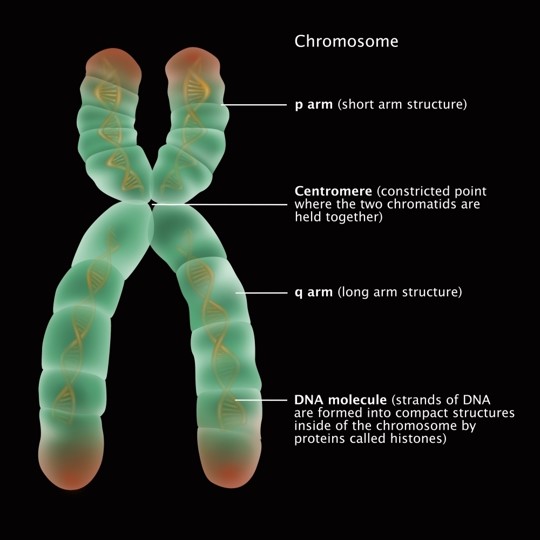 Chromosome
p arm (short arm structure)
Centromere (constricted point
where the two chromatids are
held together)
q arm (long arm structure)
DNA molecule (strands of DNA
are formed into compact structures
inside of the chromosome by
proteins called histones)